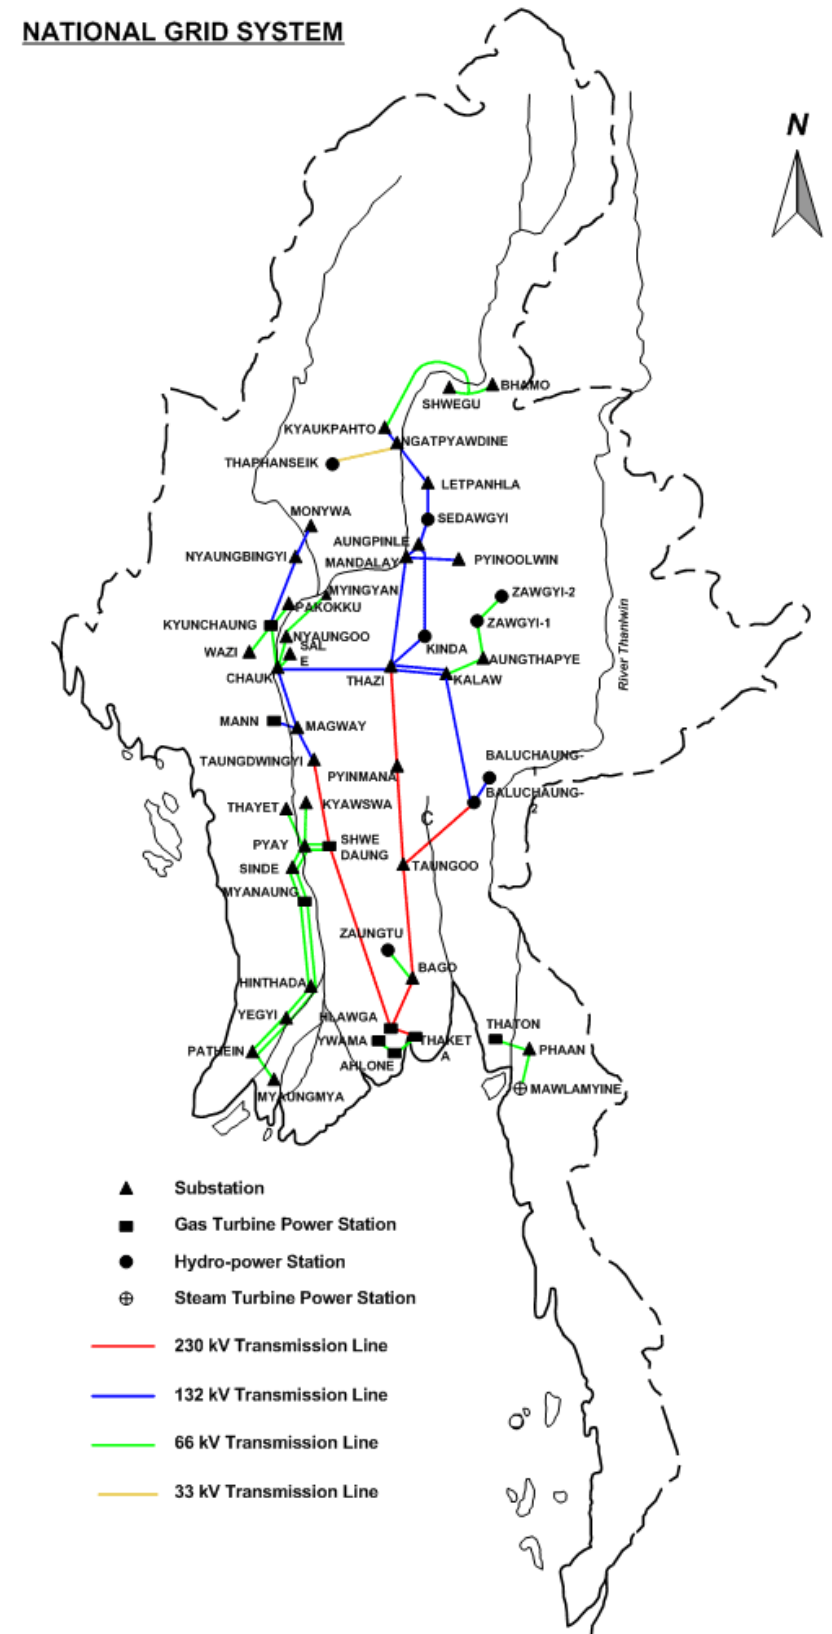 NATIONAL GRID SYSTEM
N
BHAMO
SHWEGU
KYAUKPAHTO
NGATPYAWDINE
THAPHANSEIK
LETPANHLA
MONYWA
SEDAWGYI
AUNGPINLE
NYAUNGBINGYI
MANDALAY
PYINOOLWIN
MYINGYAN
ZAWGYI-2
PAKOKKU
KYUNCHAUNG
ZAWGYI-1
NYAUNGOO
KINDA
WAZI
SAL
E
AUNGTHAPYE
CHAUK
THAZI
KALAW
River Thanlwin
MANN
MAGWAY
TAUNGDWINGYI
PYINMANA
BALUCHAUNG-
1
BALUCHAUNG-
2
THAYET
KYAWSWA
C
PYAY
SHWE
DAUNG
SINDE
TAUNGOO
MYANAUNG
ZAUNGTU
BAGO
HINTHADA
YEGYI
HLAWGA
THATON
YWAMA
THAKET
A
PATHEIN
AHLONE
PHAAN
MAWLAMYINE
MYAUNGMYA
Substation
Gas Turbine Power Station
Hydro-power Station
Steam Turbine Power Station
230 kV Transmission Line
132 kV Transmission Line
66 kV Transmission Line
33 kV Transmission Line